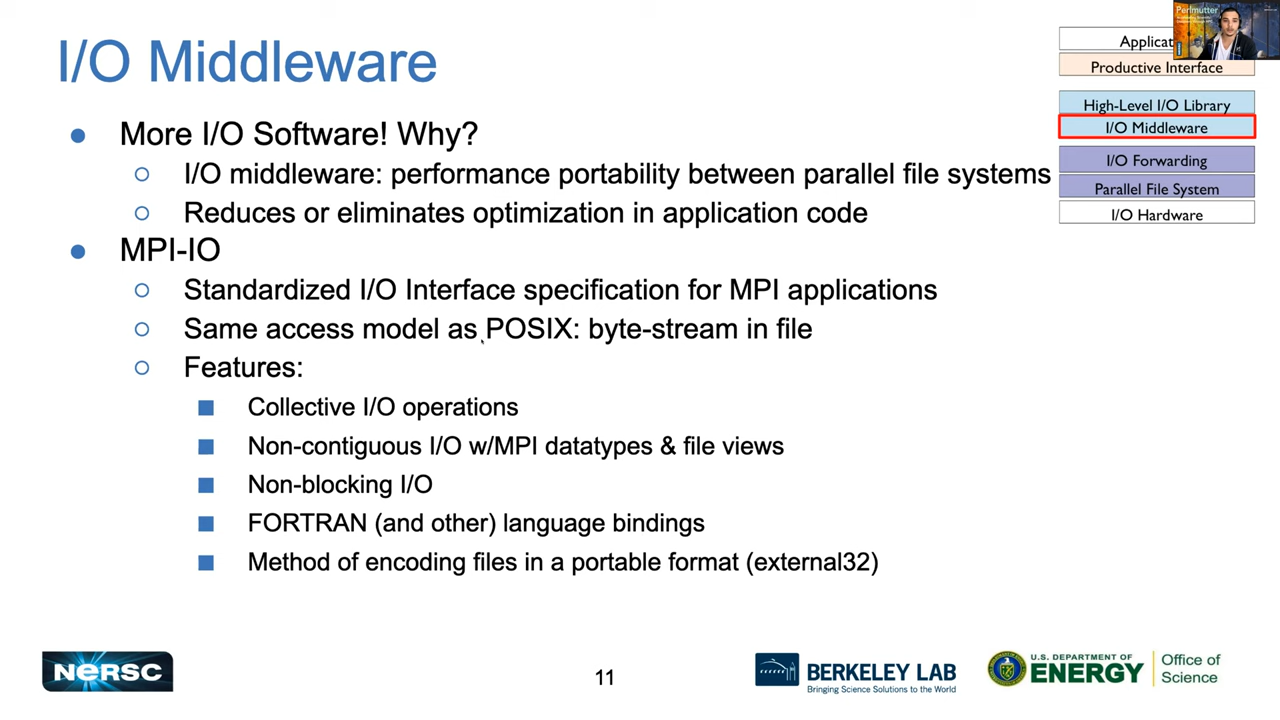 I/O Middleware
More I/O Software! Why?
I/O middleware: performance portability between parallel file systems
Reduces or eliminates optimization in application code
MPI-IO
Standardized I/O Interface specification for MPI applications
Same access model as POSIX: byte-stream in file
Features:
Collective I/O operations
Non-contiguous I/O w/MPI datatypes & file views
Non-blocking I/O
FORTRAN (and other) language bindings
Method of encoding files in a portable format (external32)
Perlmutter
Productive Interface
High-Level I/O Library
I/O Middleware
I/O Forwarding
Parallel File System
I/O Hardware
NERSC
11
BERKELEY LAB
Bringing Science Solutions to the World
U.S. DEPARTMENT OF
ENERGY
Office of
Science